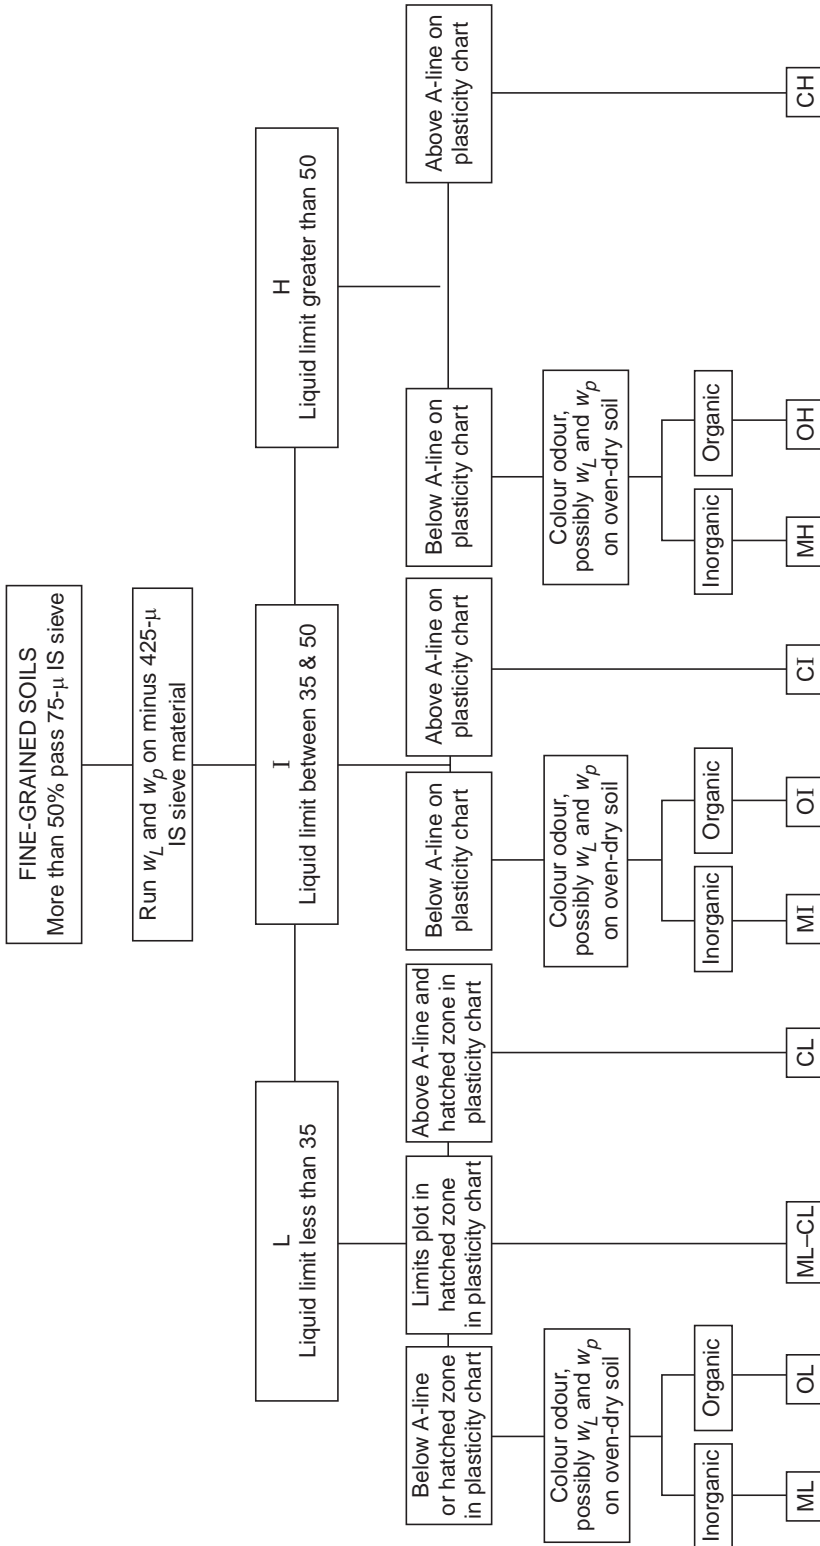 FINE-GRAINED SOILS
More than 50% pass 75-μ IS sieve
Run w_L and w_p on minus 425-μ
IS sieve material
L
Liquid limit less than 35
I
Liquid limit between 35 & 50
H
Liquid limit greater than 50
Below A-line
or hatched zone
in plasticity chart
Limits plot in
hatched zone
in plasticity chart
Above A-line and
hatched zone in
plasticity chart
Below A-line on
plasticity chart
Above A-line on
plasticity chart
Below A-line on
plasticity chart
Above A-line on
plasticity chart
Colour odour,
possibly w_L and w_p
on oven-dry soil
Colour odour,
possibly w_L and w_p
on oven-dry soil
Colour odour,
possibly w_L and w_p
on oven-dry soil
Inorganic
Organic
Inorganic
Organic
Inorganic
Organic
ML
OL
ML–CL
CL
MI
OI
CI
MH
OH
CH